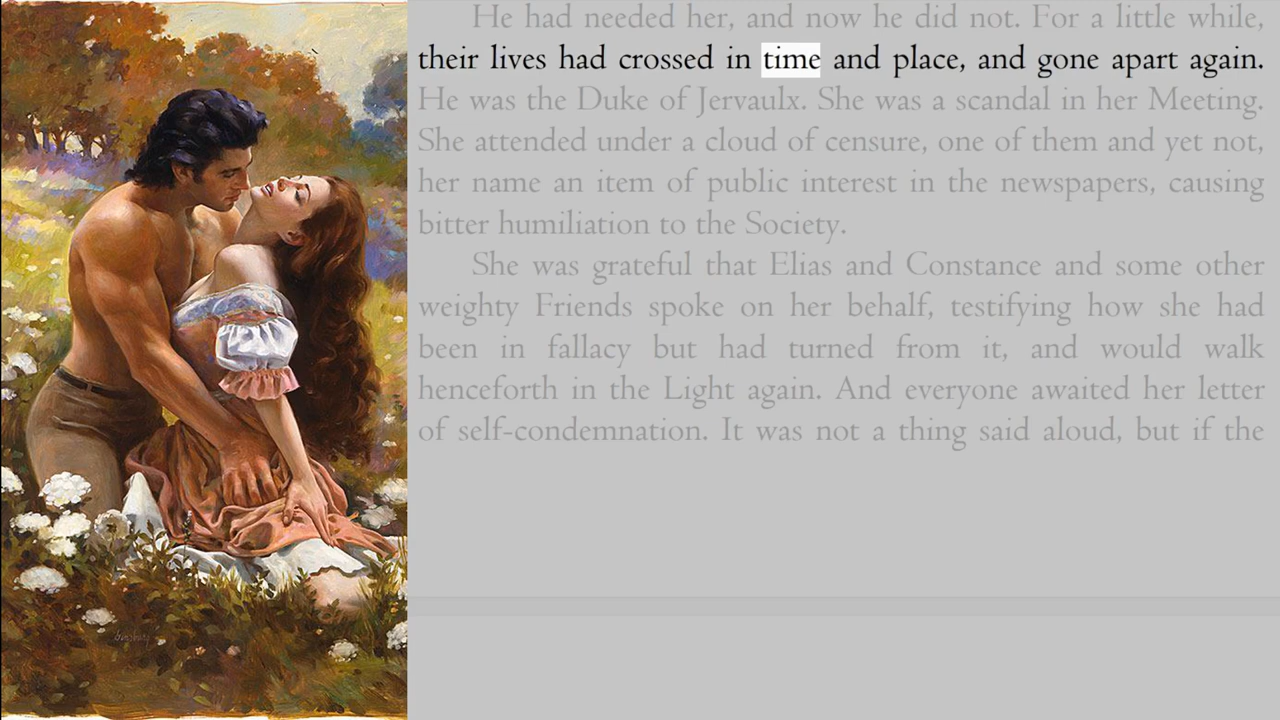 He had needed her, and now he did not. For a little while,
their lives had crossed in time and place, and gone apart again.
He was the Duke of Jervaulx. She was a scandal in her Meeting.
She attended under a cloud of censure, one of them and yet not,
her name an item of public interest in the newspapers, causing
bitter humiliation to the Society.
She was grateful that Elias and Constance and some other
weighty Friends spoke on her behalf, testifying how she had
been in fallacy but had turned from it, and would walk
henceforth in the Light again. And everyone awaited her letter
of self-condemnation. It was not a thing said aloud, but if the